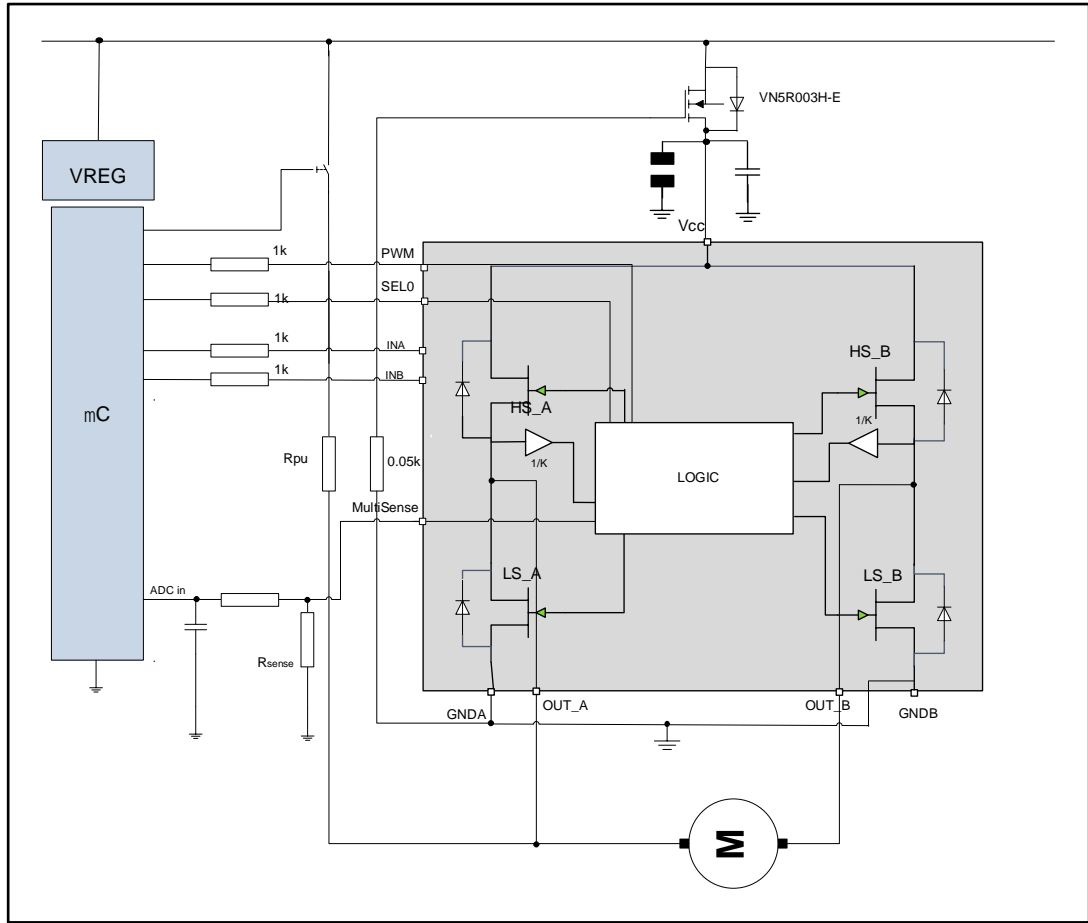 VN5R003H-E
VREG
Vcc
1k
PWM
SEL0
1k
1k
INA
HS_B
1k
INB
HS_A
mC
1/K
1/K
Rpu
0.05k
LOGIC
MultiSense
LS_A
LS_B
ADC in
Rsense
GNDA
OUT_A
OUT_B
GNDB
M